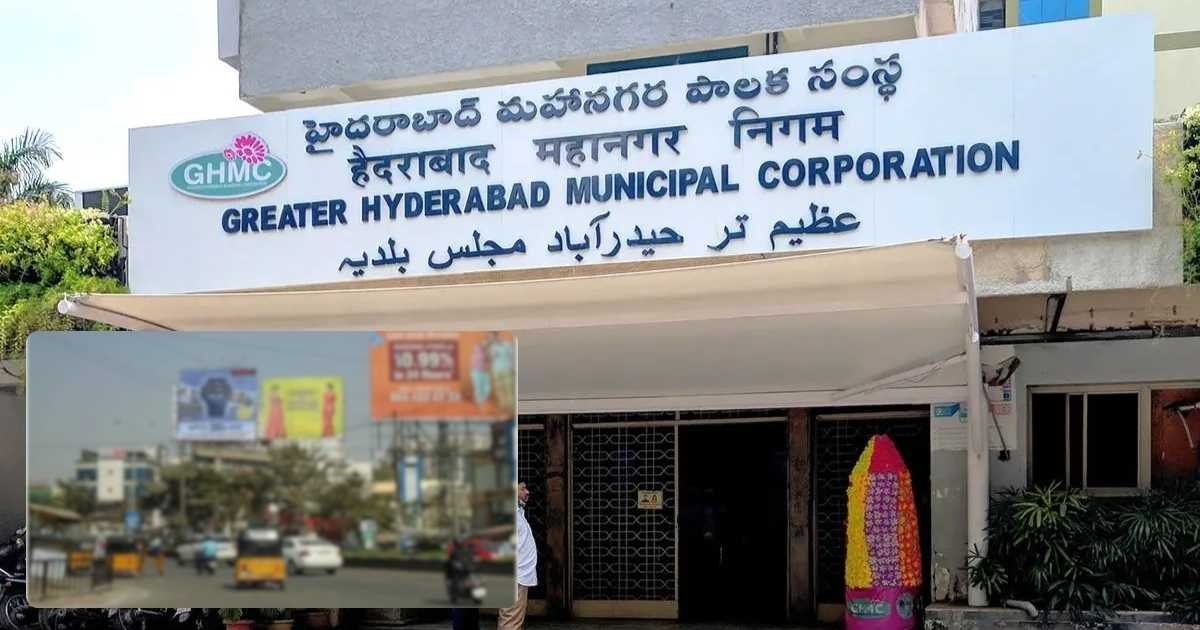 హైదరాబాద్ మహానగర పాలక సంస్థ
हैदराबाद महानगर निगम
GHMC
GREATER HYDERABAD MUNICIPAL CORPORATION
عظیم تر حیدرآباد مجلس بلدیہ
10.99%
GHMC